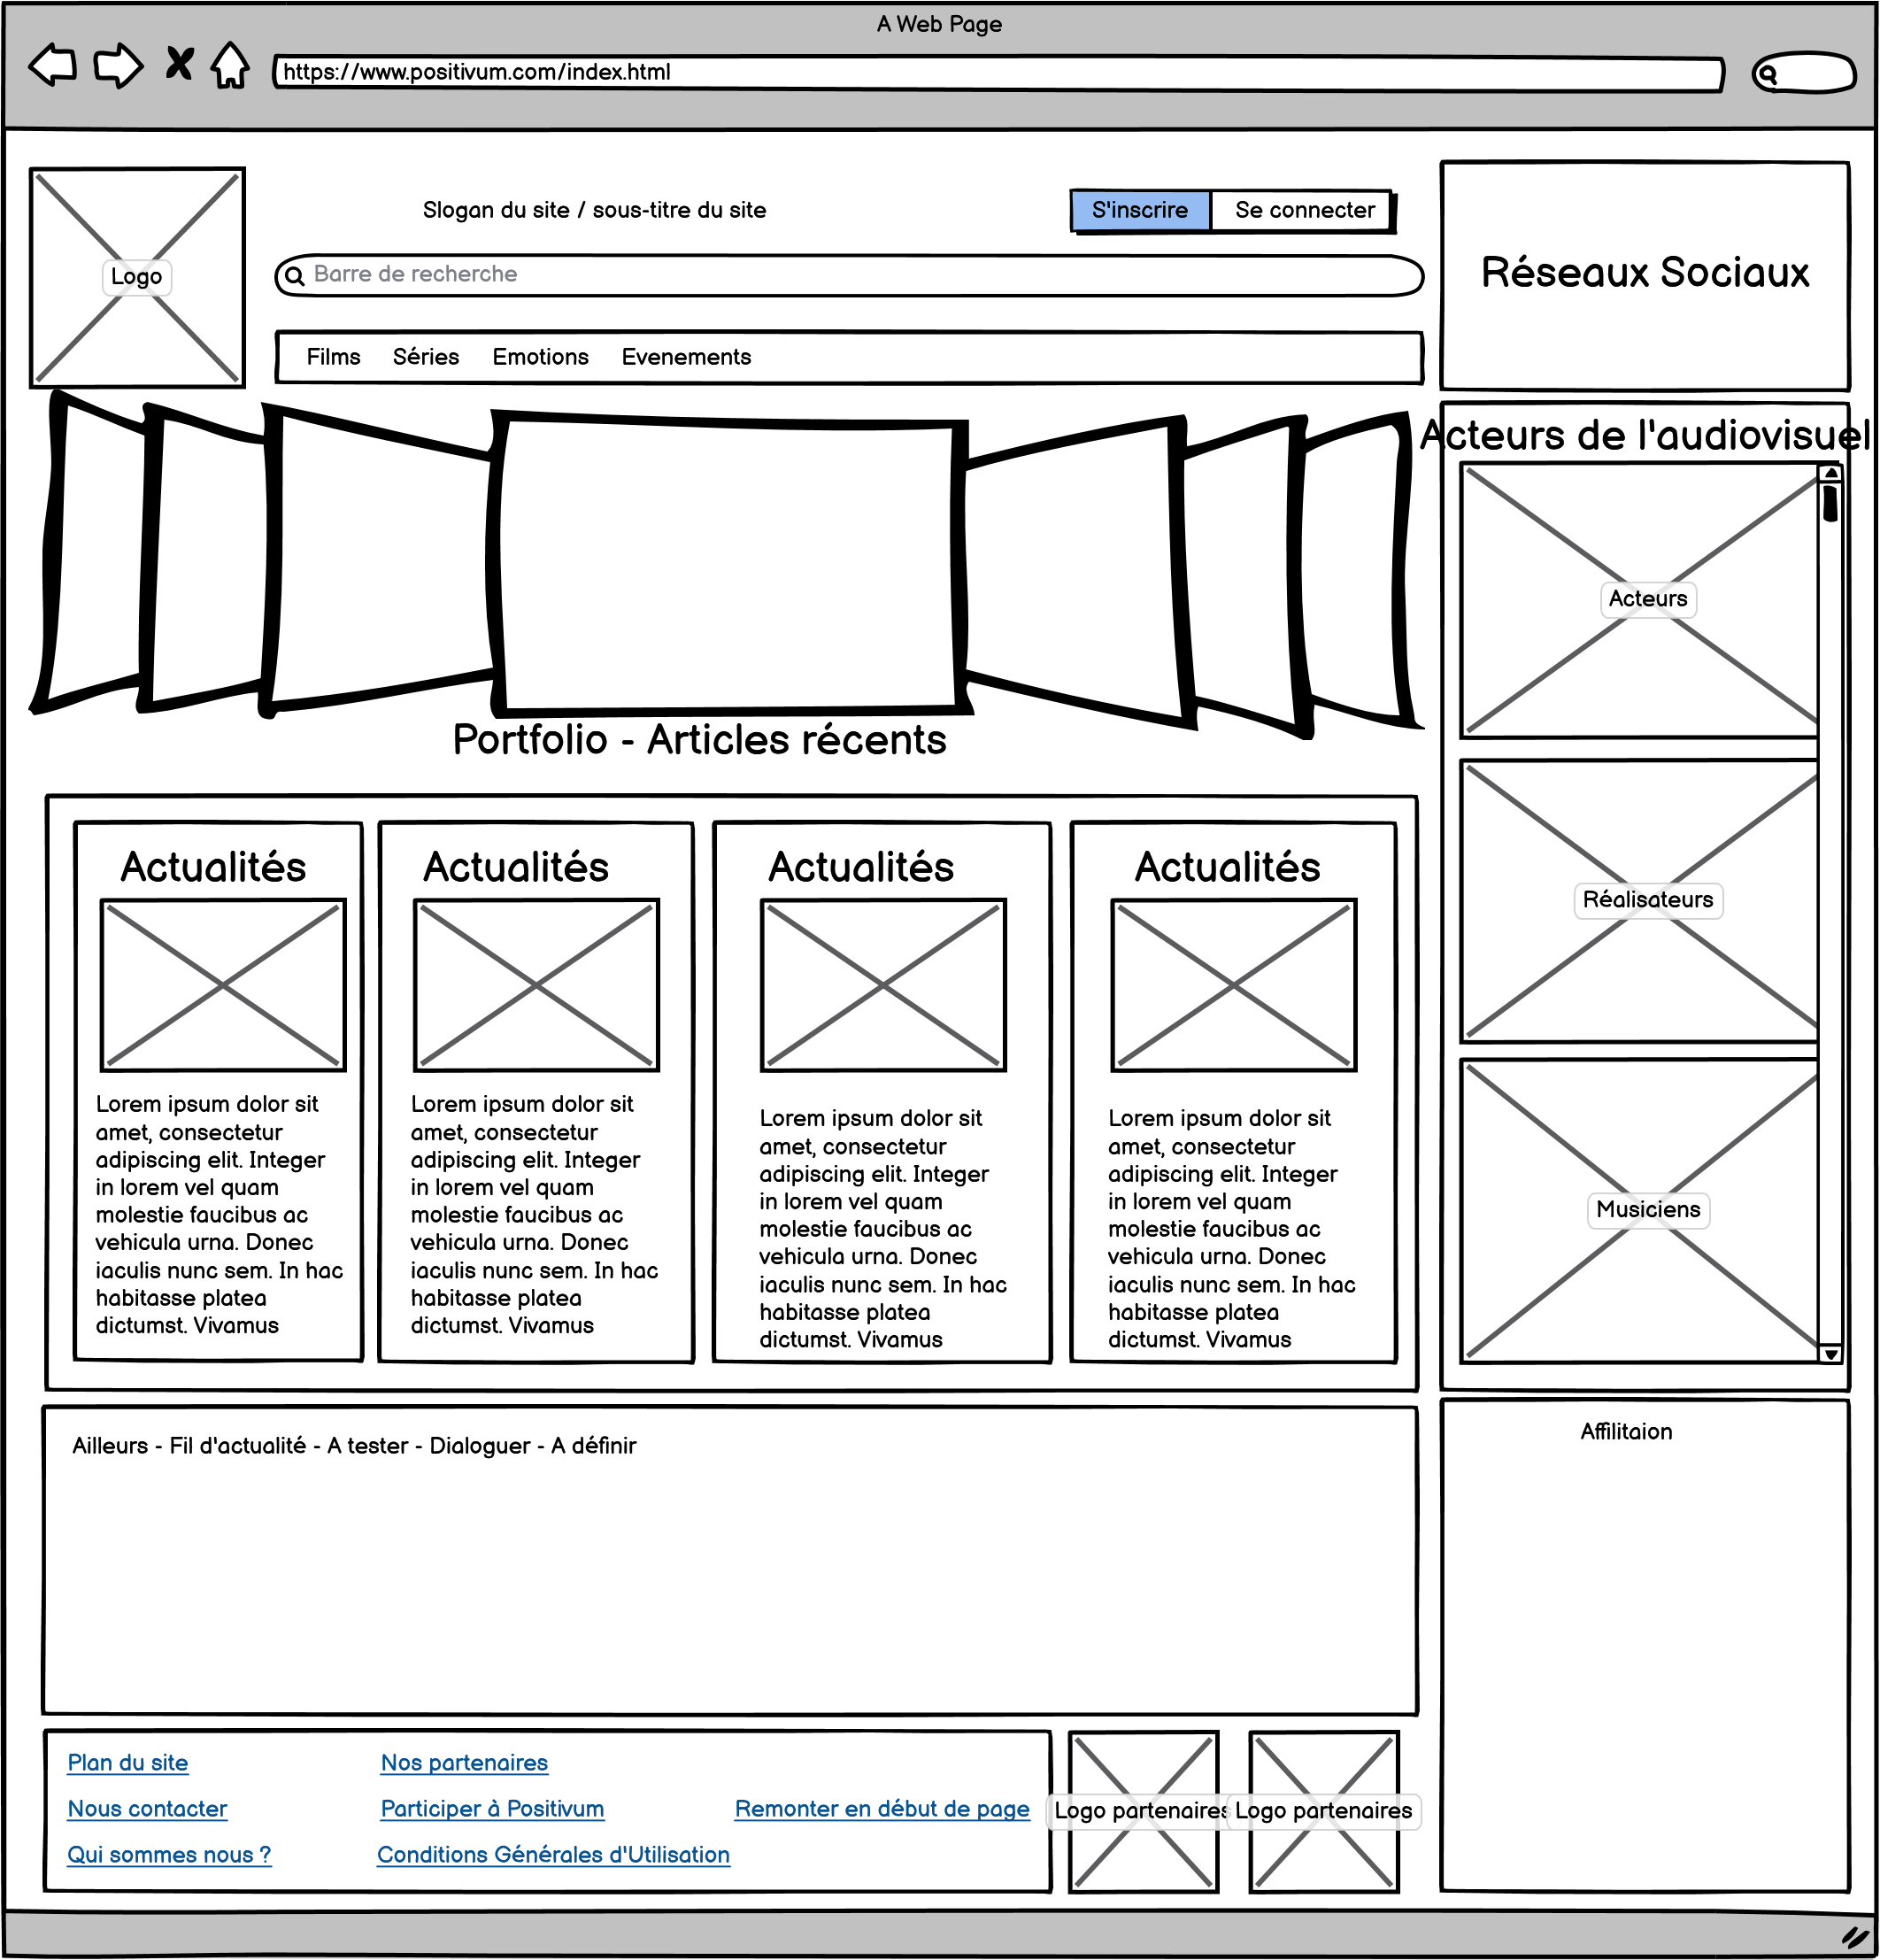 A Web Page
https://www.positivum.com/index.html
Logo
Slogan du site / sous-titre du site
S'inscrire
Se connecter
Barre de recherche
Films Séries Emotions Evenements
Réseaux Sociaux
Acteurs de l'audiovisuel
Acteurs
Réalisateurs
Musiciens
Portfolio - Articles récents
Actualités
Lorem ipsum dolor sit
amet, consectetur
adipiscing elit. Integer
in lorem vel quam
molestie faucibus ac
vehicula urna. Donec
iaculis nunc sem. In hac
habitasse platea
dictumst. Vivamus
Actualités
Lorem ipsum dolor sit
amet, consectetur
adipiscing elit. Integer
in lorem vel quam
molestie faucibus ac
vehicula urna. Donec
iaculis nunc sem. In hac
habitasse platea
dictumst. Vivamus
Actualités
Lorem ipsum dolor sit
amet, consectetur
adipiscing elit. Integer
in lorem vel quam
molestie faucibus ac
vehicula urna. Donec
iaculis nunc sem. In hac
habitasse platea
dictumst. Vivamus
Actualités
Lorem ipsum dolor sit
amet, consectetur
adipiscing elit. Integer
in lorem vel quam
molestie faucibus ac
vehicula urna. Donec
iaculis nunc sem. In hac
habitasse platea
dictumst. Vivamus
Ailleurs - Fil d'actualité - A tester - Dialoguer - A définir
Affilitaion
Plan du site
Nous contacter
Qui sommes nous ?
Nos partenaires
Participer à Positivum
Conditions Générales d'Utilisation
Remonter en début de page
Logo partenaires
Logo partenaires